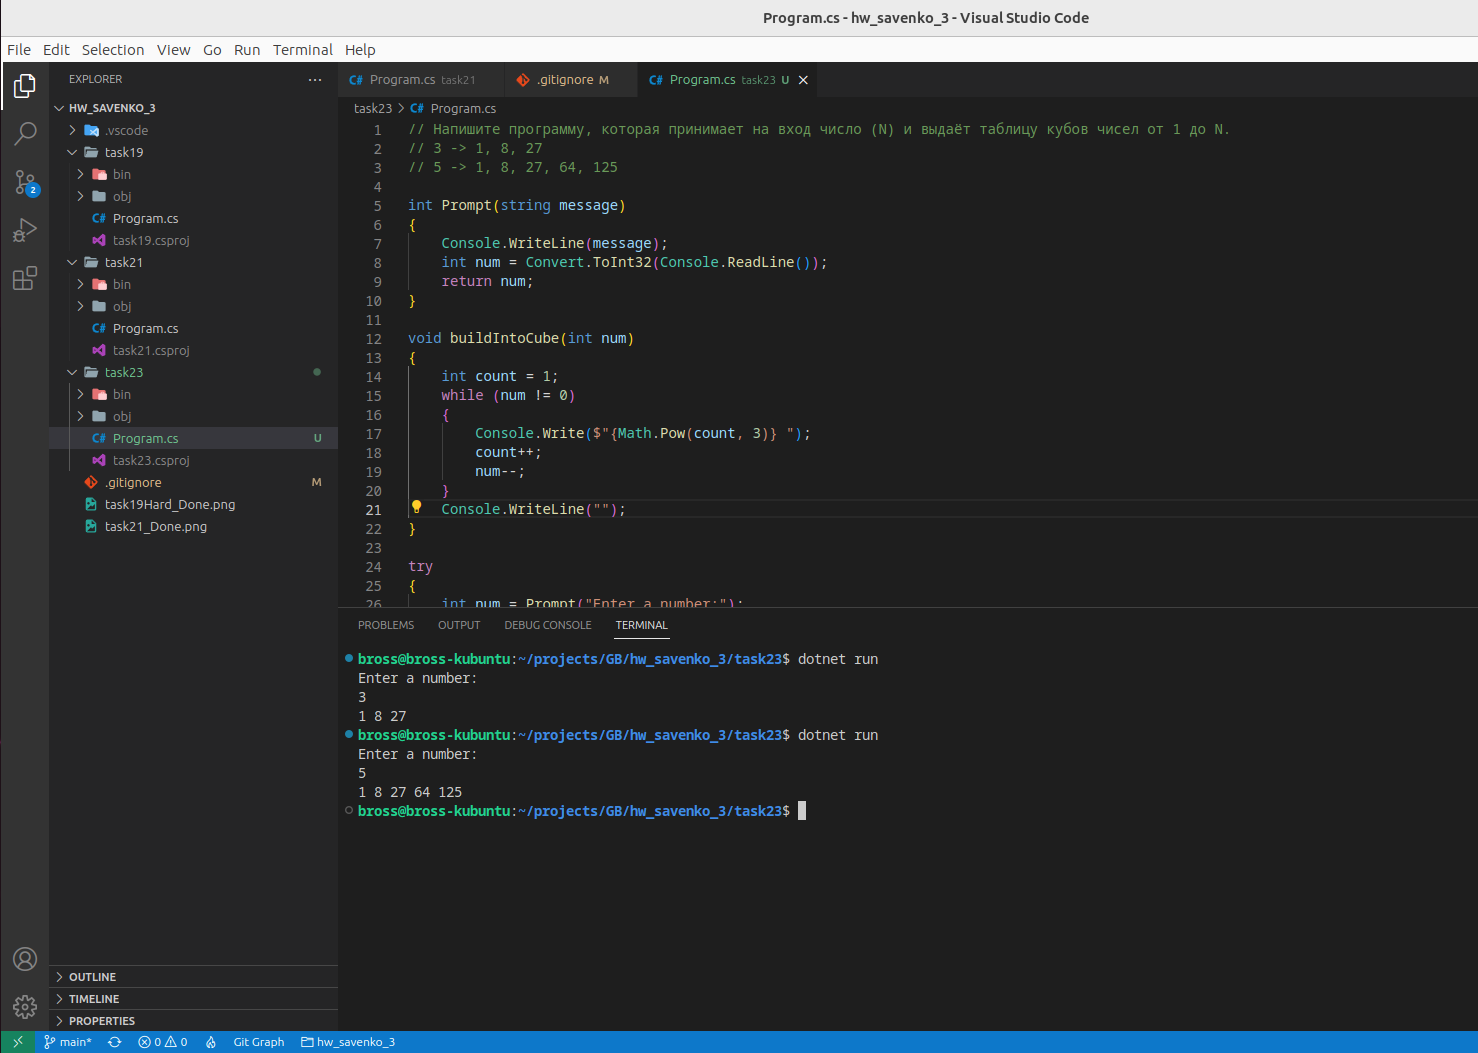 Program.cs - hw_savenko_3 - Visual Studio Code
File Edit Selection View Go Run Terminal Help
EXPLORER ···
HW_SAVENKO_3
.vscode
task19
bin
obj
C# Program.cs
task19.csproj
task21
bin
obj
C# Program.cs
task21.csproj
task23
bin
obj
C# Program.cs U
task23.csproj
.gitignore M
task19Hard_Done.png
task21_Done.png
OUTLINE
TIMELINE
PROPERTIES
2
C# Program.cs task21 .gitignore M C# Program.cs task23 U
task23 > C# Program.cs
1 // Напишите программу, которая принимает на вход число (N) и выдаёт таблицу кубов чисел от 1 до N.
2 // 3 -> 1, 8, 27
3 // 5 -> 1, 8, 27, 64, 125
4
5 int Prompt(string message)
6 {
7 Console.WriteLine(message);
8 int num = Convert.ToInt32(Console.ReadLine());
9 return num;
10 }
11
12 void buildIntoCube(int num)
13 {
14 int count = 1;
15 while (num != 0)
16 {
17 Console.Write($"{Math.Pow(count, 3)} ");
18 count++;
19 num--;
20 }
21 Console.WriteLine("");
22 }
23
24 try
25 {
26 int num = Prompt("Enter a number:");
PROBLEMS OUTPUT DEBUG CONSOLE TERMINAL
bross@bross-kubuntu:~/projects/GB/hw_savenko_3/task23$ dotnet run
Enter a number:
3
1 8 27
bross@bross-kubuntu:~/projects/GB/hw_savenko_3/task23$ dotnet run
Enter a number:
5
1 8 27 64 125
bross@bross-kubuntu:~/projects/GB/hw_savenko_3/task23$
main* 0 0 Git Graph hw_savenko_3